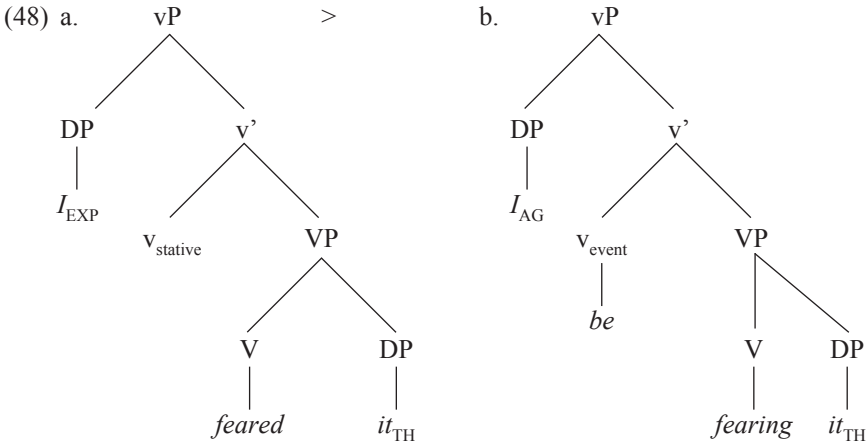 (48) a. vP > b. vP
DP v’ DP v’
I_EXP v_stative VP I_AG v_event VP
be
V DP V DP
feared it_TH fearing it_TH